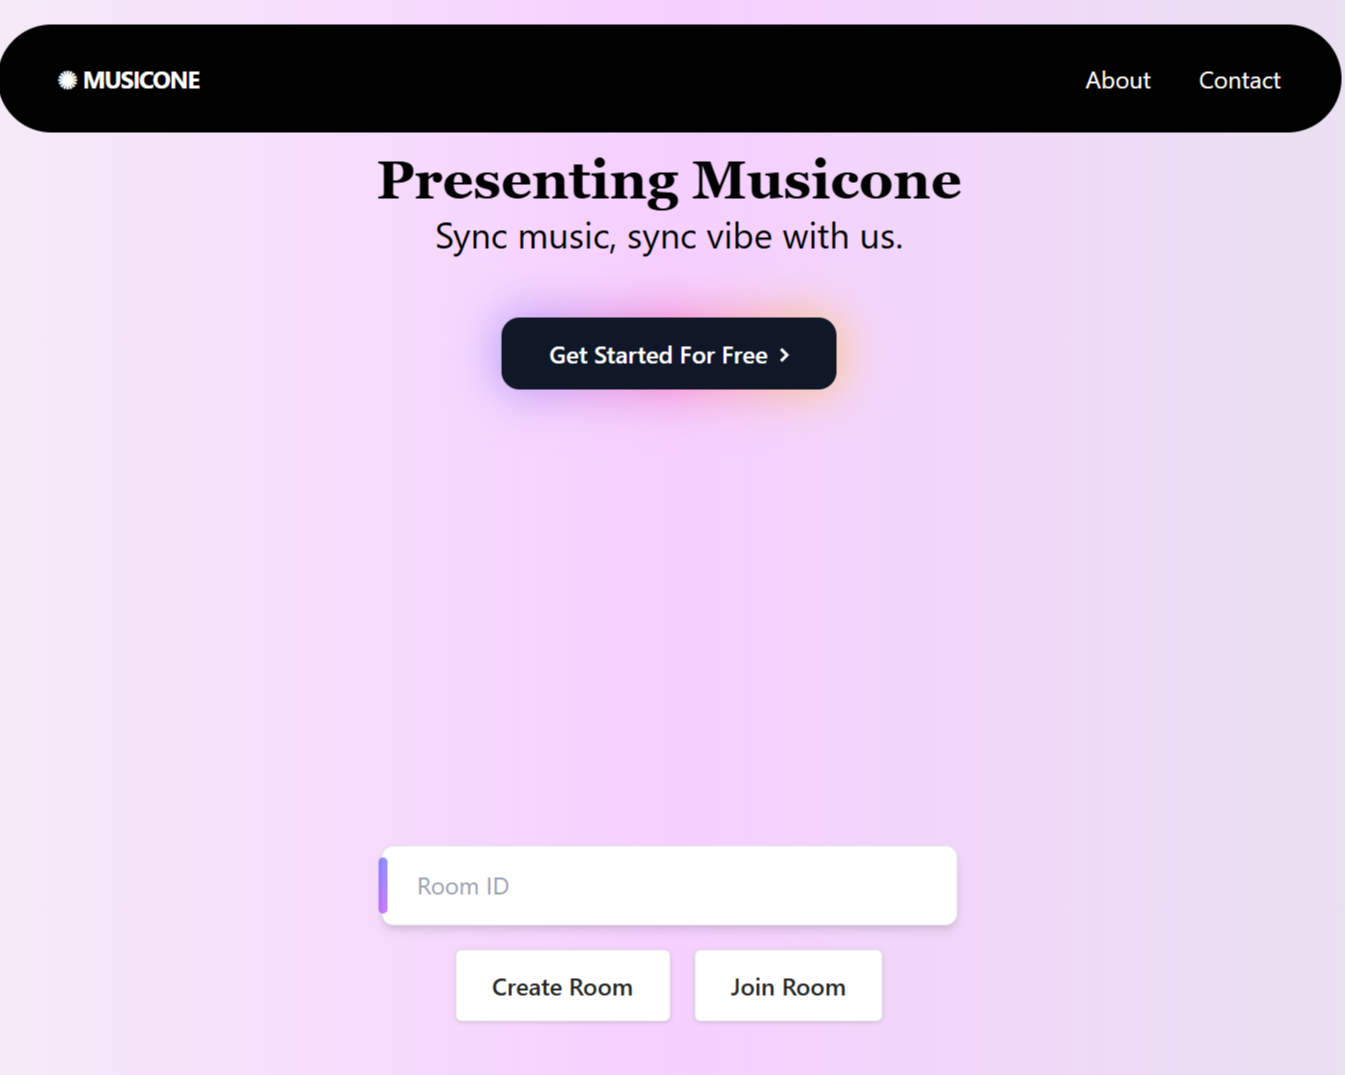 ✺ MUSICONE
About Contact
Presenting Musicone
Sync music, sync vibe with us.
Get Started For Free
Room ID
Create Room Join Room